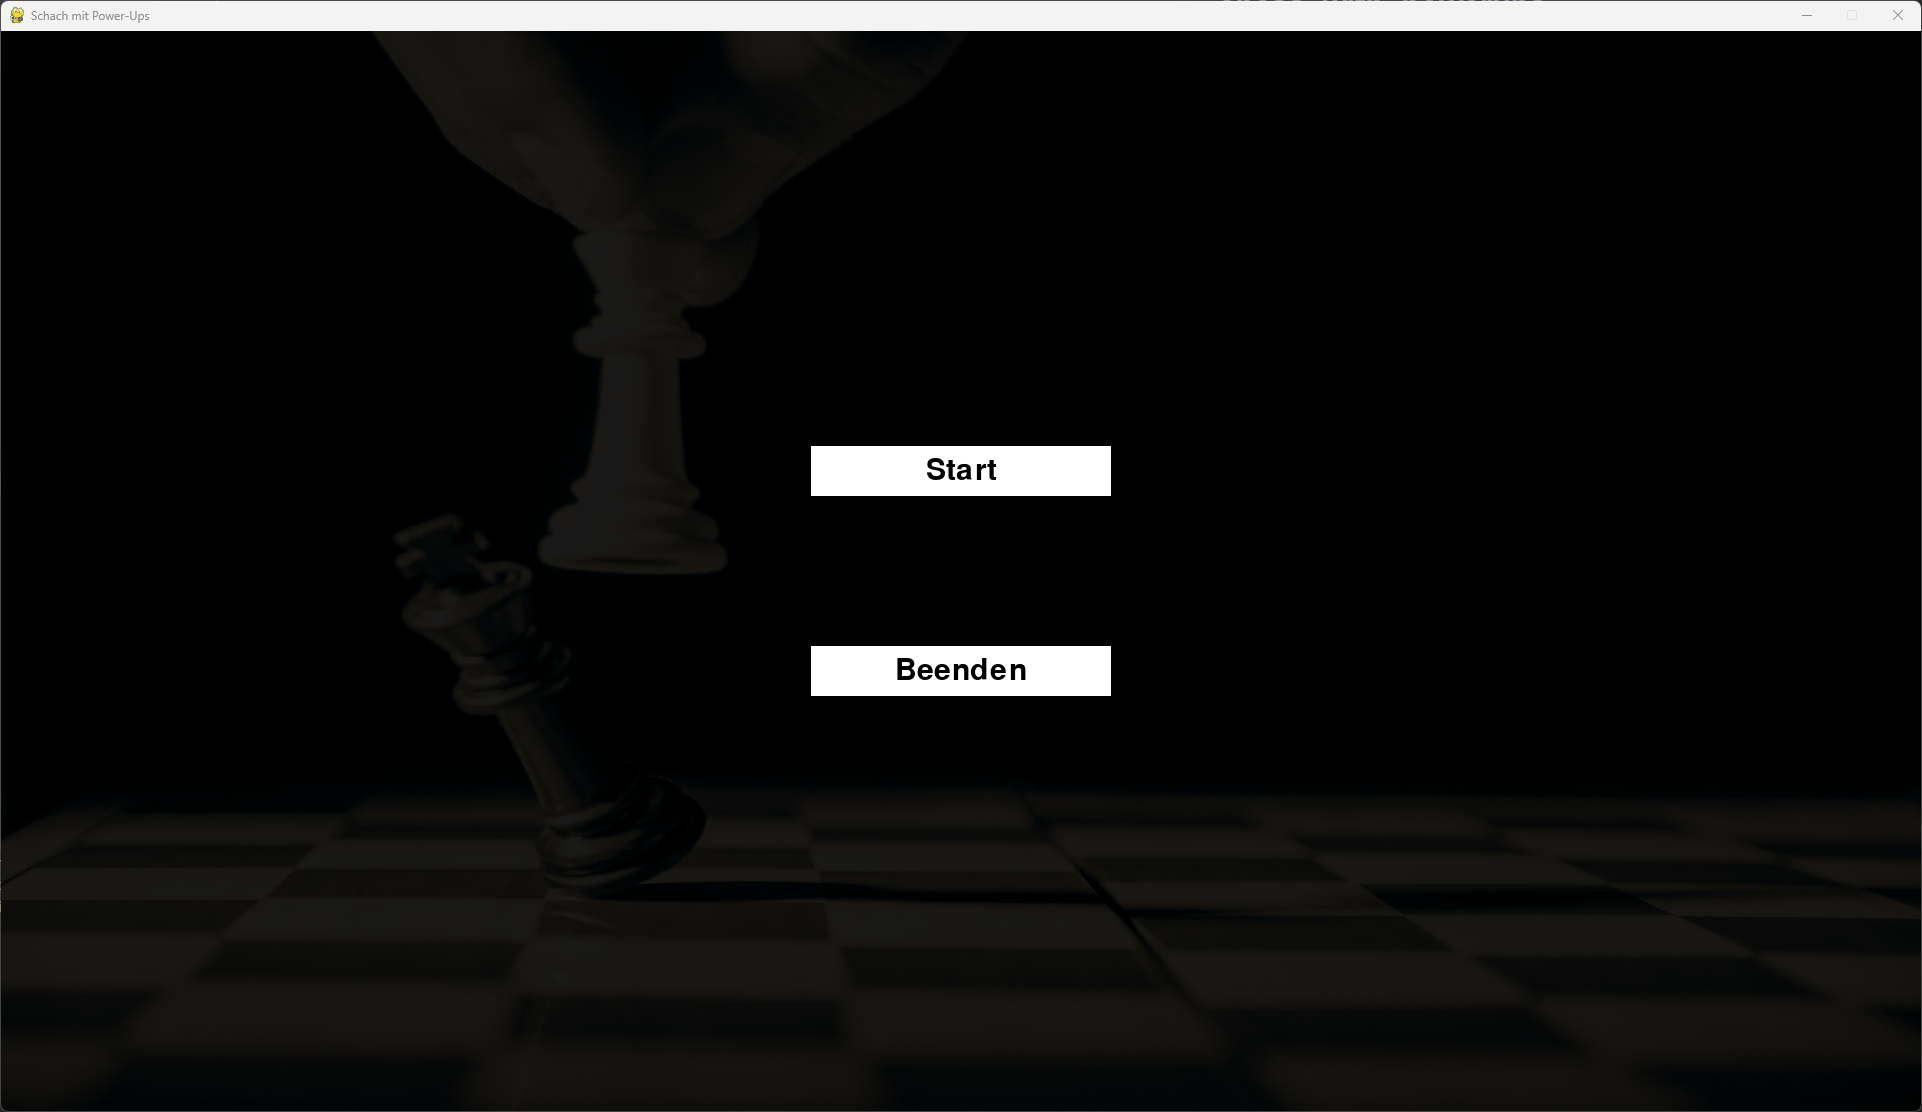 Schach mit Power-Ups
Start
Beenden